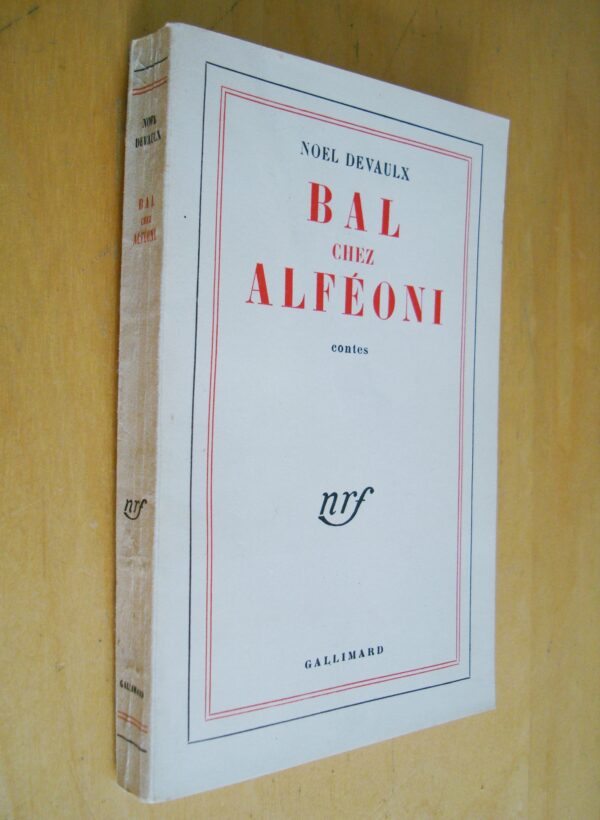 NOEL
DEVAULX
BAL
CHEZ
ALFÉONI
nrf
GALLIMARD
NOEL DEVAULX
BAL
CHEZ
ALFÉONI
contes
nrf
GALLIMARD